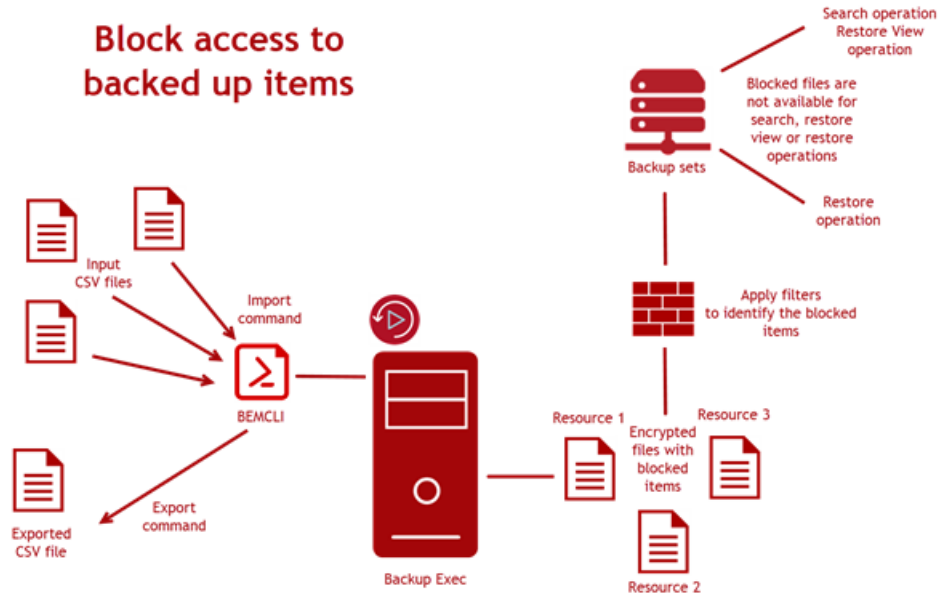 Block access to
backed up items
Search operation
Restore View
operation
Blocked files are
not available for
search, restore
view or restore
operations
Backup sets
Restore
operation
Input
CSV files
Import
command
Apply filters
to identify the blocked
items
BEMCLI
Resource 1
Resource 3
Encrypted
files with
blocked
items
Export
command
Exported
CSV file
Backup Exec
Resource 2